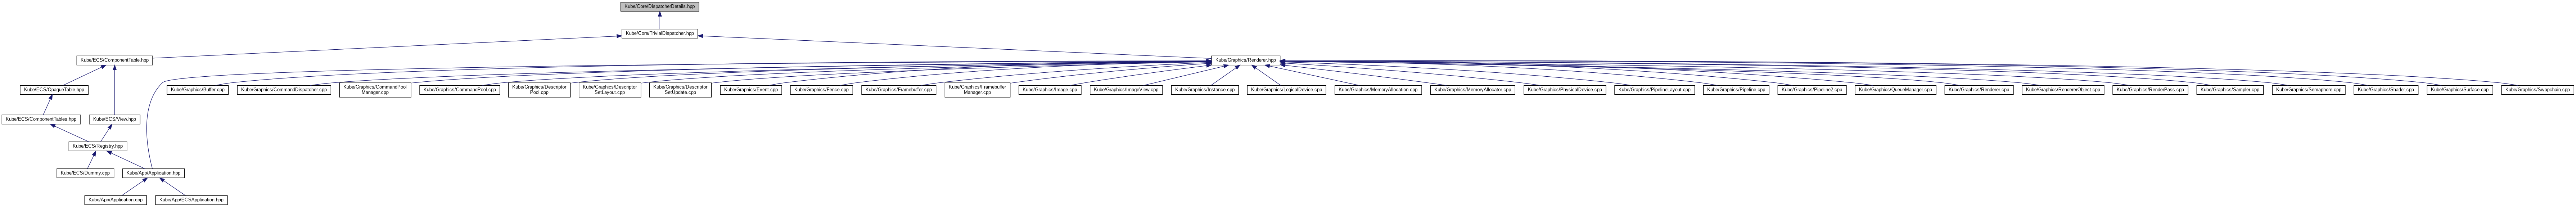 Kube/Core/DispatcherDetails.hpp
Kube/Core/TrivialDispatcher.hpp
Kube/ECS/ComponentTable.hpp
Kube/Graphics/Renderer.hpp
Kube/ECS/OpaqueTable.hpp
Kube/Graphics/Buffer.cpp
Kube/Graphics/CommandDispatcher.cpp
Kube/Graphics/CommandPool
Manager.cpp
Kube/Graphics/CommandPool.cpp
Kube/Graphics/Descriptor
Pool.cpp
Kube/Graphics/Descriptor
SetLayout.cpp
Kube/Graphics/Descriptor
SetUpdate.cpp
Kube/Graphics/Event.cpp
Kube/Graphics/Fence.cpp
Kube/Graphics/Framebuffer.cpp
Kube/Graphics/Framebuffer
Manager.cpp
Kube/Graphics/Image.cpp
Kube/Graphics/ImageView.cpp
Kube/Graphics/Instance.cpp
Kube/Graphics/LogicalDevice.cpp
Kube/Graphics/MemoryAllocation.cpp
Kube/Graphics/MemoryAllocator.cpp
Kube/Graphics/PhysicalDevice.cpp
Kube/Graphics/PipelineLayout.cpp
Kube/Graphics/Pipeline.cpp
Kube/Graphics/Pipeline2.cpp
Kube/Graphics/QueueManager.cpp
Kube/Graphics/Renderer.cpp
Kube/Graphics/RendererObject.cpp
Kube/Graphics/RenderPass.cpp
Kube/Graphics/Sampler.cpp
Kube/Graphics/Semaphore.cpp
Kube/Graphics/Shader.cpp
Kube/Graphics/Surface.cpp
Kube/Graphics/Swapchain.cpp
Kube/ECS/ComponentTables.hpp
Kube/ECS/View.hpp
Kube/ECS/Registry.hpp
Kube/ECS/Dummy.cpp
Kube/App/Application.hpp
Kube/App/Application.cpp
Kube/App/ECSApplication.hpp